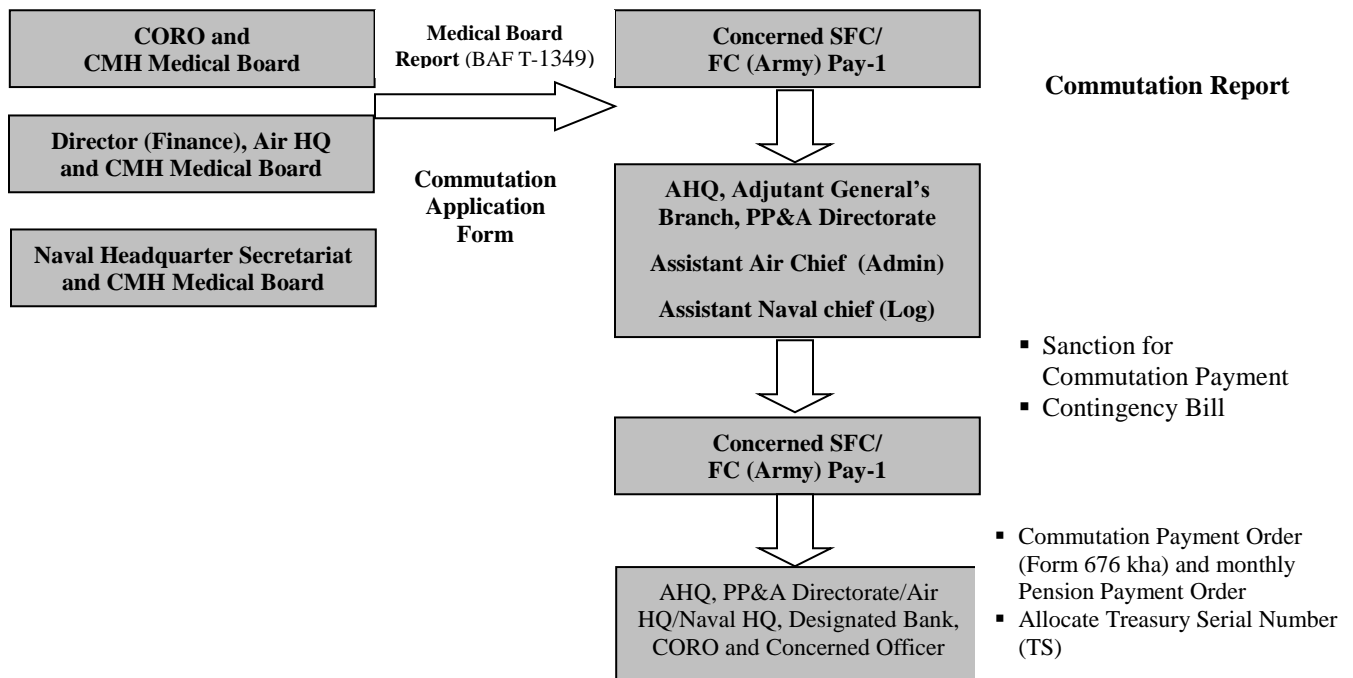 CORO and
CMH Medical Board
Director (Finance), Air HQ
and CMH Medical Board
Naval Headquarter Secretariat
and CMH Medical Board
Medical Board
Report (BAF T-1349)
Commutation
Application
Form
Concerned SFC/
FC (Army) Pay-1
Commutation Report
AHQ, Adjutant General's
Branch, PP&A Directorate
Assistant Air Chief (Admin)
Assistant Naval chief (Log)
▪ Sanction for
Commutation Payment
▪ Contingency Bill
Concerned SFC/
FC (Army) Pay-1
▪ Commutation Payment Order
(Form 676 kha) and monthly
Pension Payment Order
▪ Allocate Treasury Serial Number
(TS)
AHQ, PP&A Directorate/Air
HQ/Naval HQ, Designated Bank,
CORO and Concerned Officer